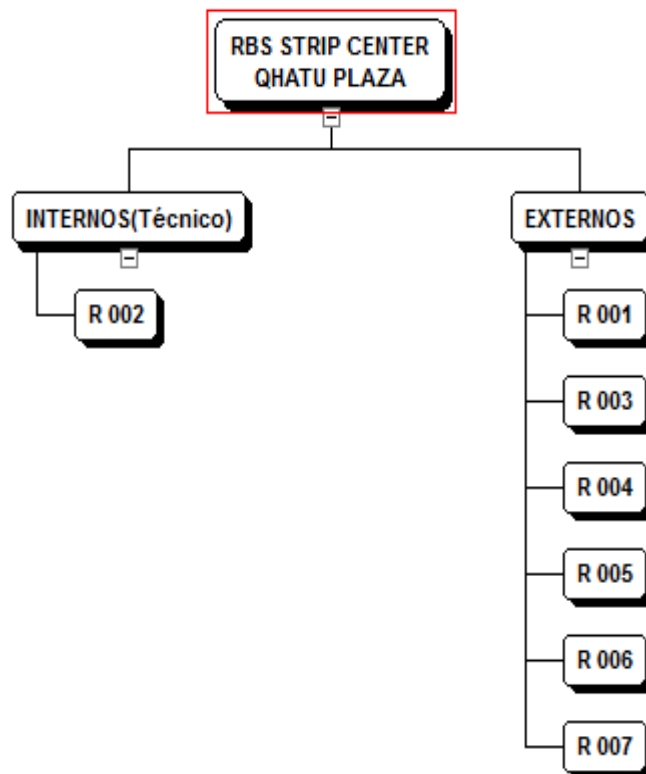 RBS STRIP CENTER
QHATU PLAZA
INTERNOS(Técnico)
R 002
EXTERNOS
R 001
R 003
R 004
R 005
R 006
R 007